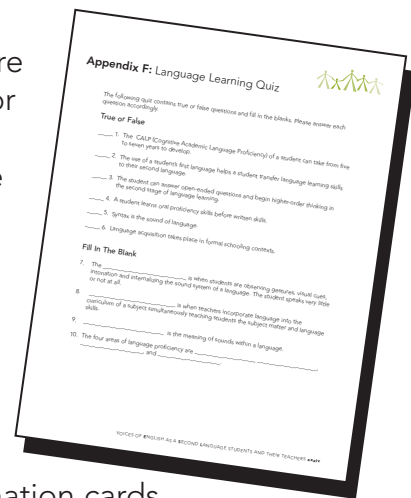 re
or
e
Appendix F: Language Learning Quiz
The following quiz contains true or false questions and fill in the blanks. Please answer each
question accordingly.
True or False
____ 1. The CALP (Cognitive Academic Language Proficiency) of a student can take from five
to seven years to develop.
____ 2. The use of a student's first language helps a student transfer language learning skills
to their second language.
____ 3. The student can answer open-ended questions and begin higher-order thinking in
the second stage of language learning.
____ 4. A student learns oral proficiency skills before written skills.
____ 5. Syntax is the sound of language.
____ 6. Language acquisition takes place in formal schooling contexts.
Fill In The Blank
7. The____________________ is when students are observing gestures, visual cues,
intonation and internalizing the sound system of a language. The student speaks very little
or not at all.
8. ____________________ is when teachers incorporate language into the
curriculum of a subject simultaneously teaching students the subject matter and language
skills.
9. ____________________ is the meaning of sounds within a language.
10. The four areas of language proficiency are ________________ ________________,
________________ and ________________.
VOICES OF ENGLISH AS A SECOND LANGUAGE STUDENTS AND THEIR TEACHERS
ation cards